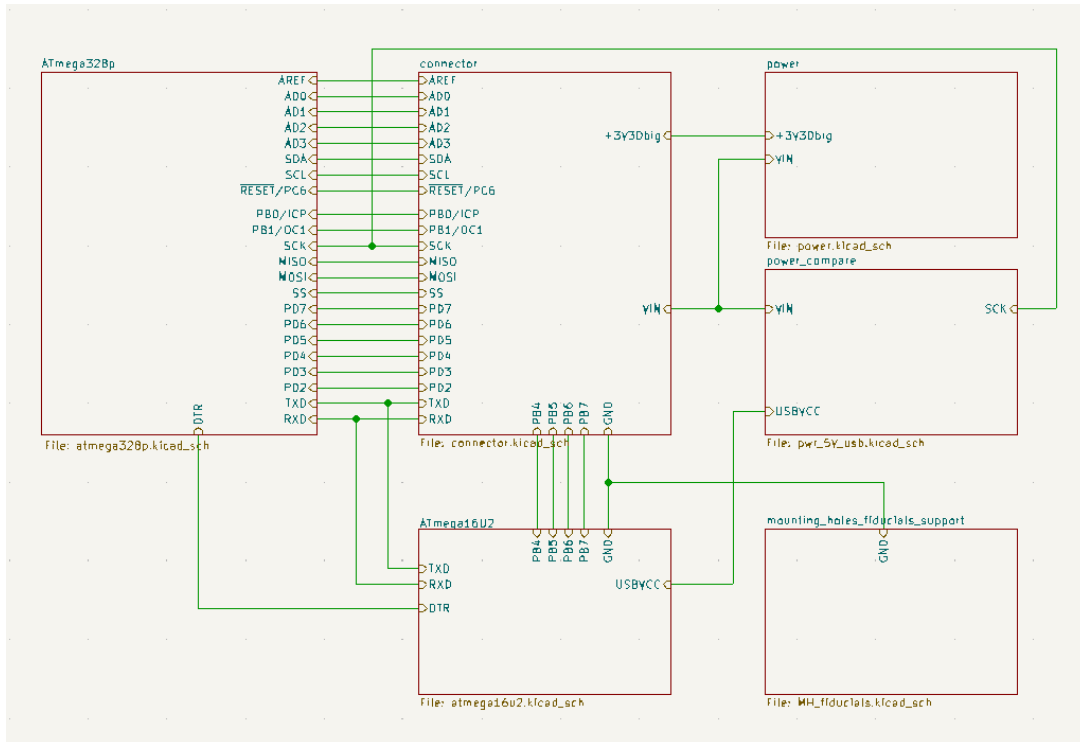 ATmega328p
AREF
AD0
AD1
AD2
AD3
SDA
SCL
RESET/PC6
PB0/ICP
PB1/OC1
SCK
MISO
MOSI
SS
PD7
PD6
PD5
PD4
PD3
PD2
TXD
RXD
DTR
File: atmega328p.kicad_sch
connector
AREF
AD0
AD1
AD2
AD3
SDA
SCL
RESET/PC6
PB0/ICP
PB1/OC1
SCK
MISO
MOSI
SS
PD7
PD6
PD5
PD4
PD3
PD2
TXD
RXD
+3V3Dbig
VIN
PB4
PB5
PB6
PB7
GND
File: connector.kicad_sch
power
+3V3Dbig
VIN
File: power.kicad_sch
power_compare
VIN
SCK
USBVCC
File: pwr_5V_usb.kicad_sch
ATmega16U2
PB4
PB5
PB6
PB7
GND
TXD
RXD
DTR
USBVCC
File: atmega16u2.kicad_sch
mounting_holes_fiducials_support
GND
File: MH_fiducials.kicad_sch